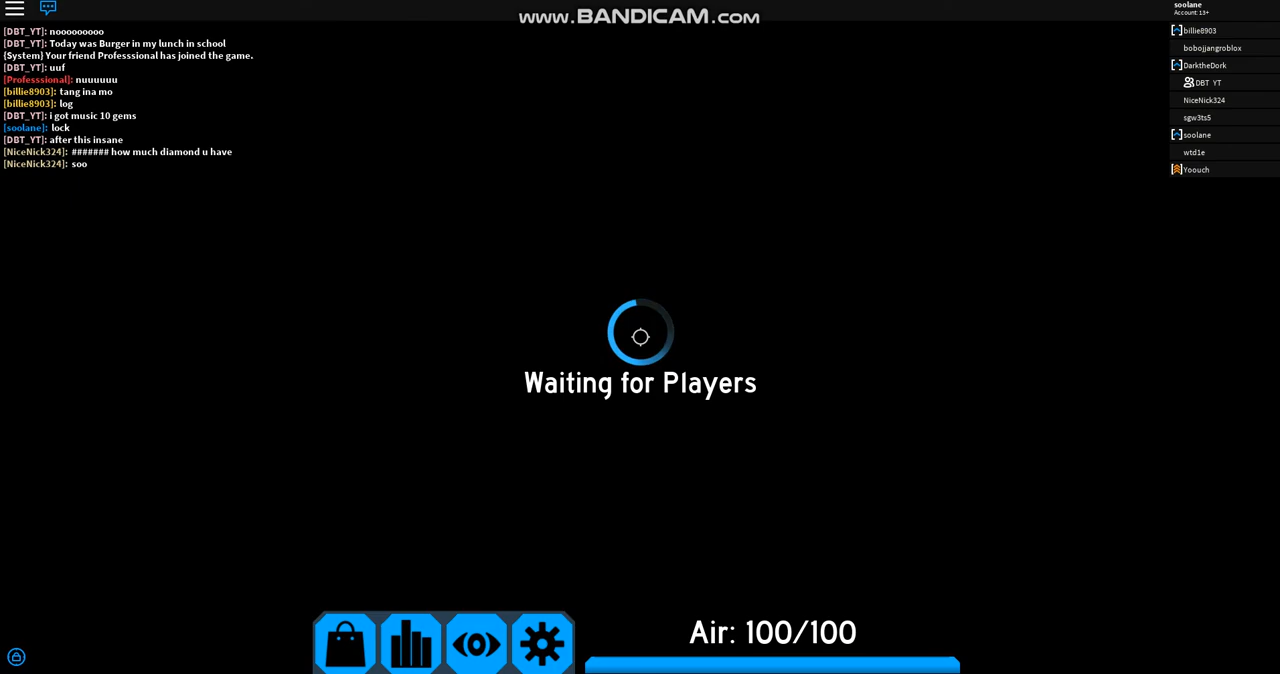 www.BANDICAM.com
soolane
Account: 13+
[DBT_YT]: nooooooooo
[DBT_YT]: Today was Burger in my lunch in school
{System} Your friend Professsional has joined the game.
[DBT_YT]: uuf
[Professsional]: nuuuuuu
[billie8903]: tang ina mo
[billie8903]: log
[DBT_YT]: i got music 10 gems
[soolane]: lock
[DBT_YT]: after this insane
[NiceNick324]: ####### how much diamond u have
[NiceNick324]: soo
billie8903
bobojjangroblox
DarktheDork
DBT_YT
NiceNick324
sgw3ts5
soolane
wtd1e
Yoouch
Waiting for Players
Air: 100/100